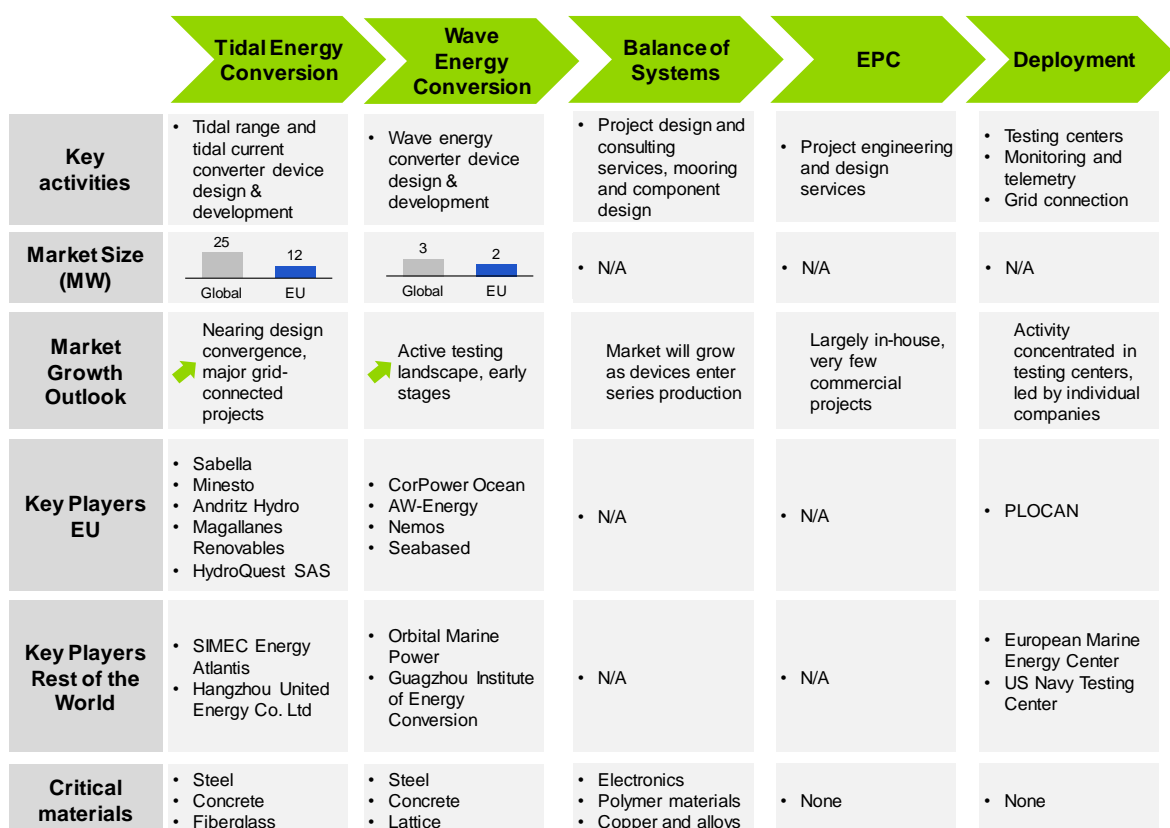 Tidal Energy
Conversion
Wave
Energy
Conversion
Balance of
Systems
EPC
Deployment
Key
activities
• Tidal range and
tidal current
converter device
design &
development
• Wave energy
converter device
design &
development
• Project design and
consulting
services, mooring
and component
design
• Project engineering
and design
services
• Testing centers
• Monitoring and
telemetry
• Grid connection
Market Size
(MW)
25
12
Global
EU
3
2
Global
EU
• N/A
• N/A
• N/A
Market
Growth
Outlook
Nearing design
convergence,
major grid-
connected
projects
Active testing
landscape, early
stages
Market will grow
as devices enter
series production
Largely in-house,
very few
commercial
projects
Activity
concentrated in
testing centers,
led by individual
companies
Key Players
EU
• Sabella
• Minesto
• Andritz Hydro
• Magallanes
Renovables
• HydroQuest SAS
• CorPower Ocean
• AW-Energy
• Nemos
• Seabased
• N/A
• N/A
• PLOCAN
Key Players
Rest of the
World
• SIMEC Energy
Atlantis
• Hangzhou United
Energy Co. Ltd
• Orbital Marine
Power
• Guagzhou Institute
of Energy
Conversion
• N/A
• N/A
• European Marine
Energy Center
• US Navy Testing
Center
Critical
materials
• Steel
• Concrete
• Fiberglass
• Steel
• Concrete
• Lattice
• Electronics
• Polymer materials
• Copper and alloys
• None
• None